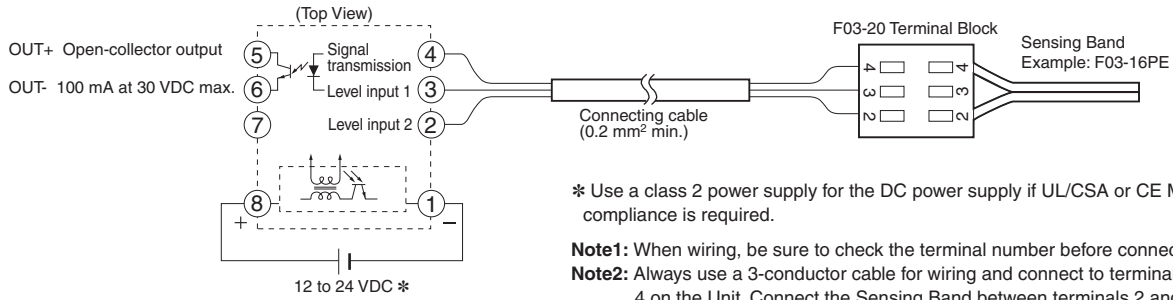 (Top View)
OUT+ Open-collector output
OUT- 100 mA at 30 VDC max.
5
6
7
8
Signal transmission
Level input 1
Level input 2
4
3
2
1
+
−
12 to 24 VDC ✻
Connecting cable
(0.2 mm² min.)
F03-20 Terminal Block
4
3
2
4
3
2
Sensing Band
Example: F03-16PE
✻ Use a class 2 power supply for the DC power supply if UL/CSA or CE
compliance is required.
Note1: When wiring, be sure to check the terminal number before
Note2: Always use a 3-conductor cable for wiring and connect to
4 on the Unit. Connect the Sensing Band between terminals 2